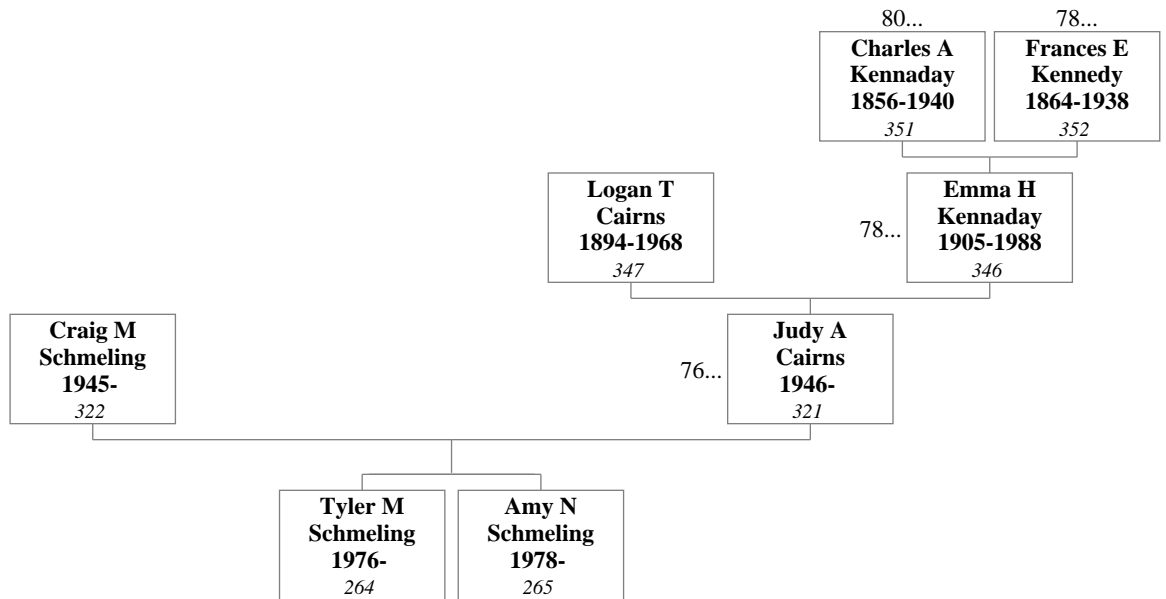 80...
78...
Charles A
Kennaday
1856-1940
351
Frances E
Kennedy
1864-1938
352
Logan T
Cairns
1894-1968
347
78...
Emma H
Kennaday
1905-1988
346
Craig M
Schmeling
1945-
322
76...
Judy A
Cairns
1946-
321
Tyler M
Schmeling
1976-
264
Amy N
Schmeling
1978-
265